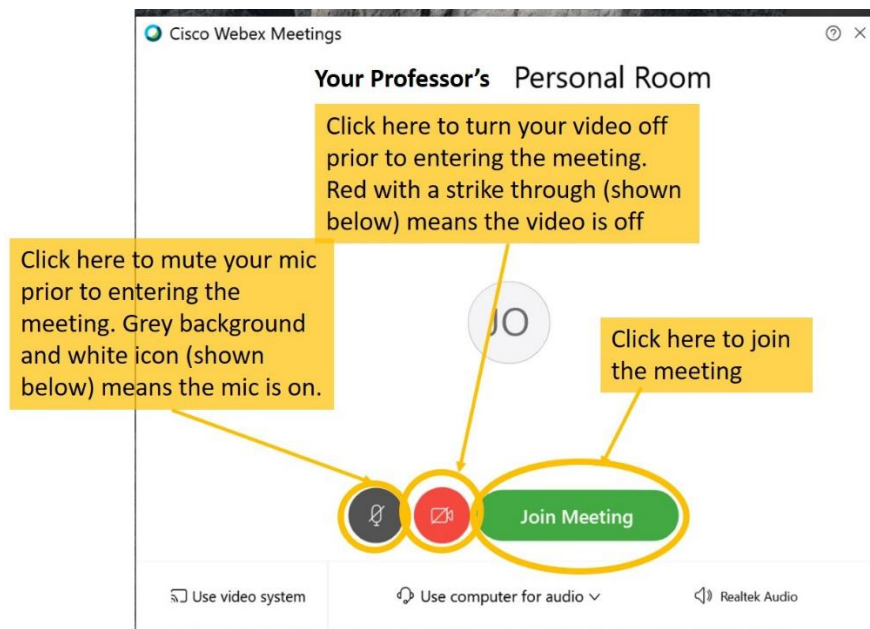 Cisco Webex Meetings
Your Professor's Personal Room
Click here to turn your video off
prior to entering the meeting.
Red with a strike through (shown
below) means the video is off
Click here to mute your mic
prior to entering the
meeting. Grey background
and white icon (shown
below) means the mic is on.
JO
Click here to join
the meeting
Join Meeting
Use video system
Use computer for audio
Realtek Audio